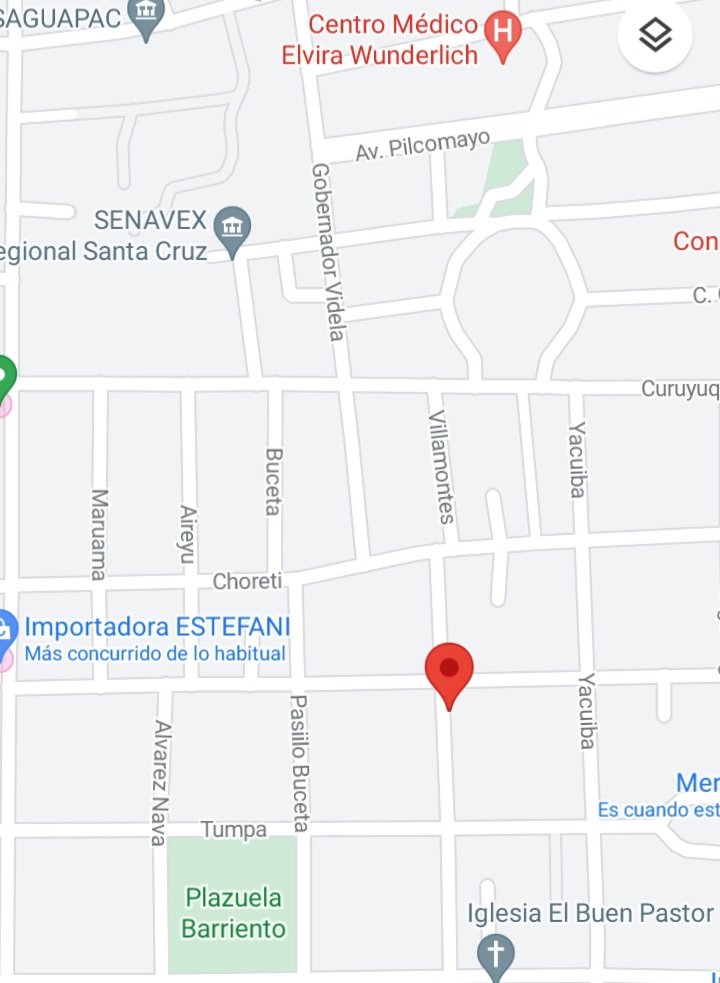 SAGUAPAC
Centro Médico
Elvira Wunderlich
Av. Pilcomayo
Gobernador Videla
SENAVEX
egional Santa Cruz
Con
C.
Curuyuq
Villamontes
Yacuiba
Buceta
Maruama
Aireyu
Choreti
Importadora ESTEFANI
Más concurrido de lo habitual
Yacuiba
Alvarez Nava
Pasiilo Buceta
Mer
Es cuando est
Tumpa
Plazuela
Barriento
Iglesia El Buen Pastor